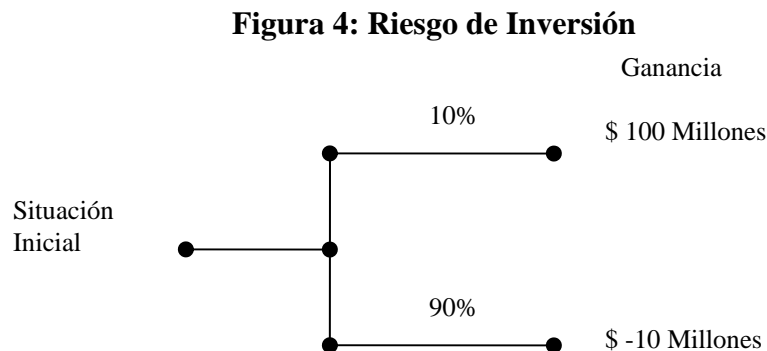 Figura 4: Riesgo de Inversión
Ganancia
10%
$ 100 Millones
Situación
Inicial
90%
$ -10 Millones